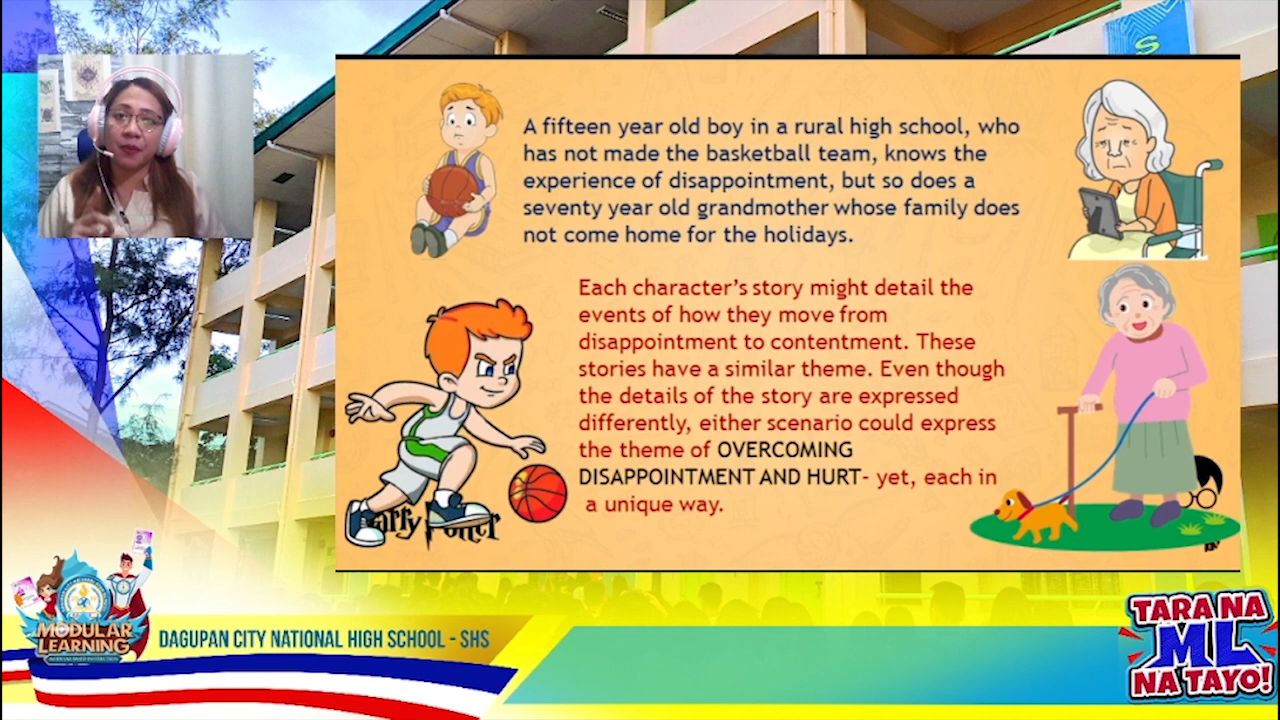 S
A fifteen year old boy in a rural high school, who
has not made the basketball team, knows the
experience of disappointment, but so does a
seventy year old grandmother whose family does
not come home for the holidays.
Each character's story might detail the
events of how they move from
disappointment to contentment. These
stories have a similar theme. Even though
the details of the story are expressed
differently, either scenario could express
the theme of OVERCOMING
DISAPPOINTMENT AND HURT- yet, each in
a unique way.
Harry Potter
MODULAR
LEARNING
DAGUPAN CITY NATIONAL HIGH SCHOOL - SHS
TARA NA
ML
NA TAYO!